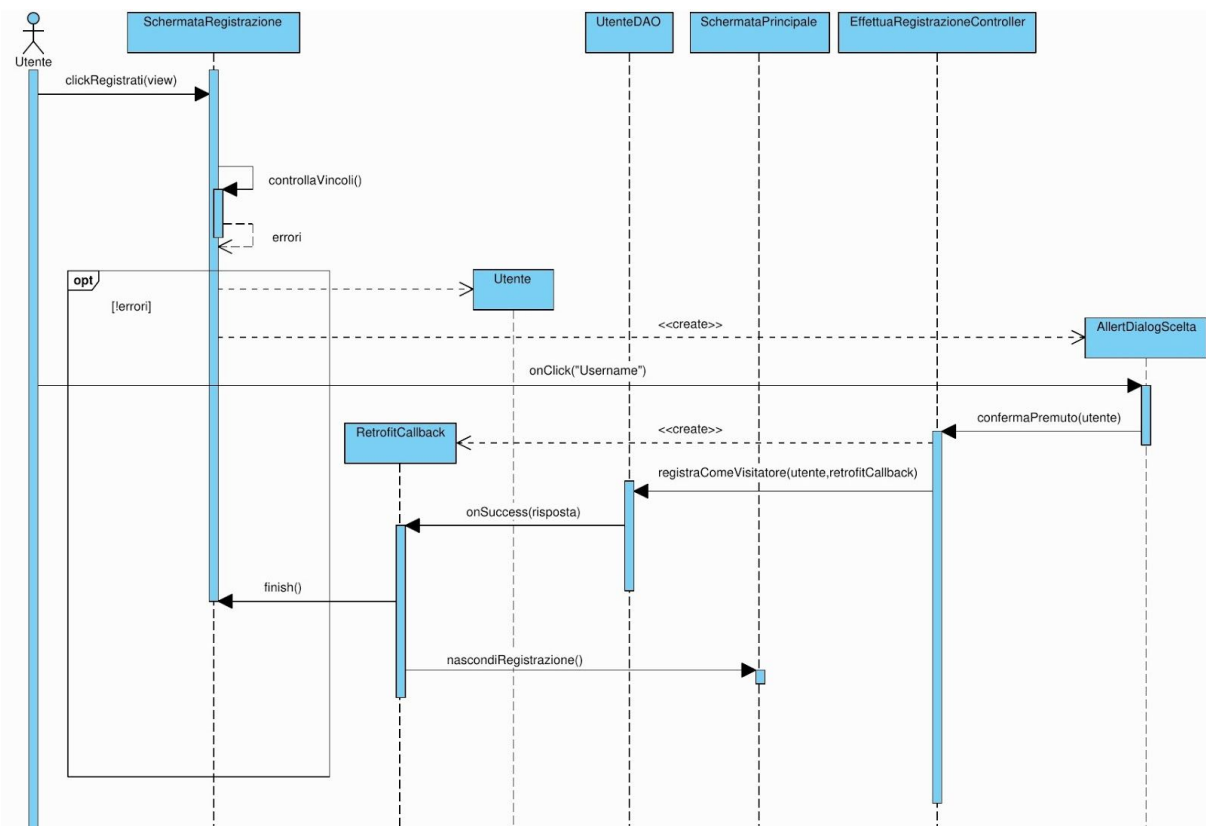 SchermataRegistrazione
UtenteDAO
SchermataPrincipale
EffettuaRegistrazioneController
Utente
clickRegistrati(view)
controllaVincoli()
errori
opt
[!errori]
Utente
<<create>>
AllertDialogScelta
onClick("Username")
confermaPremuto(utente)
RetrofitCallback
<<create>>
registraComeVisitatore(utente,retrofitCallback)
onSuccess(risposta)
finish()
nascondiRegistrazione()